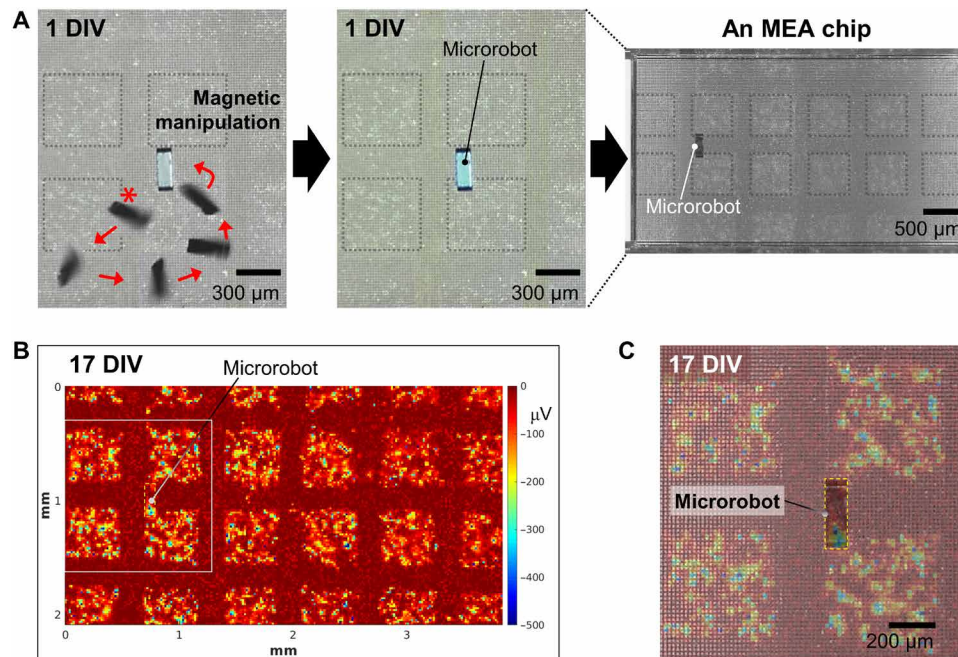 A
1 DIV
Magnetic
manipulation
*
300 µm
1 DIV
Microrobot
300 µm
An MEA chip
Microrobot
500 µm
B
17 DIV
Microrobot
0
µV
−100
−200
−300
−400
−500
mm
0
1
2
0
1
2
3
mm
C
17 DIV
Microrobot
200 µm